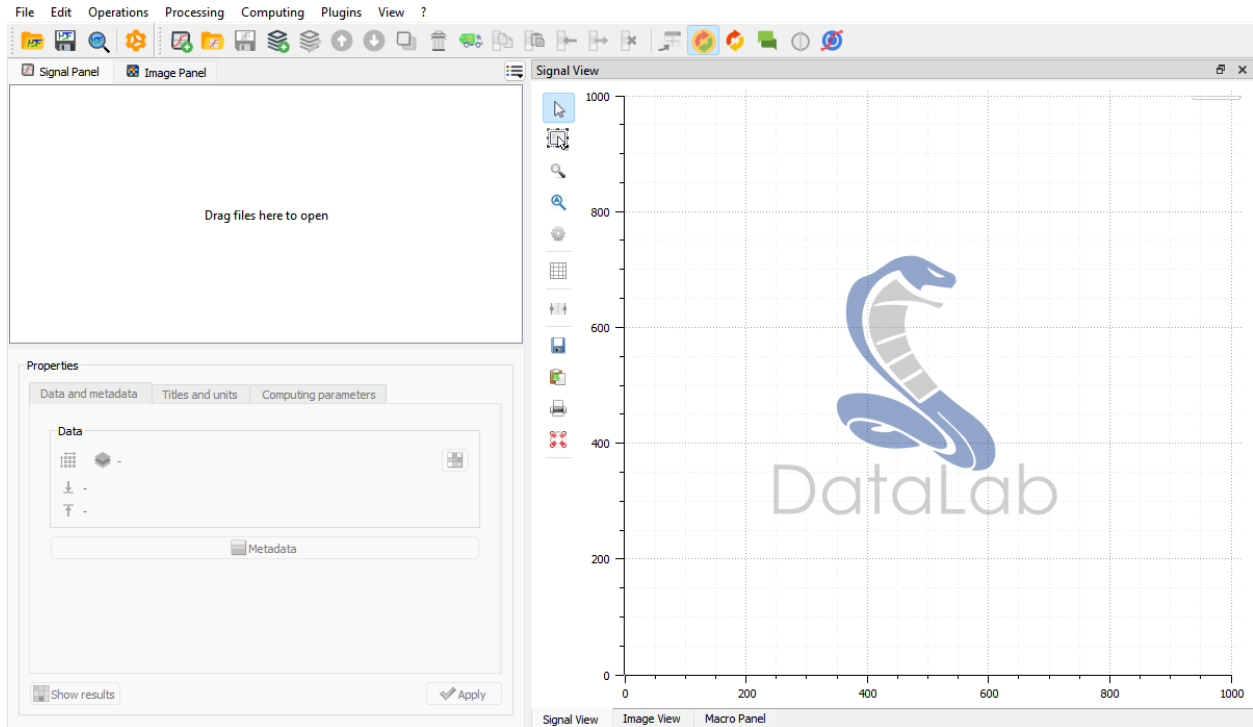 File Edit Operations Processing Computing Plugins View ?
Signal Panel Image Panel
Drag files here to open
Properties
Data and metadata Titles and units Computing parameters
Data
-
-
-
Metadata
Show results Apply
Signal View
1000
800
600
400
200
0
0 200 400 600 800 1000
DataLab
Signal View Image View Macro Panel